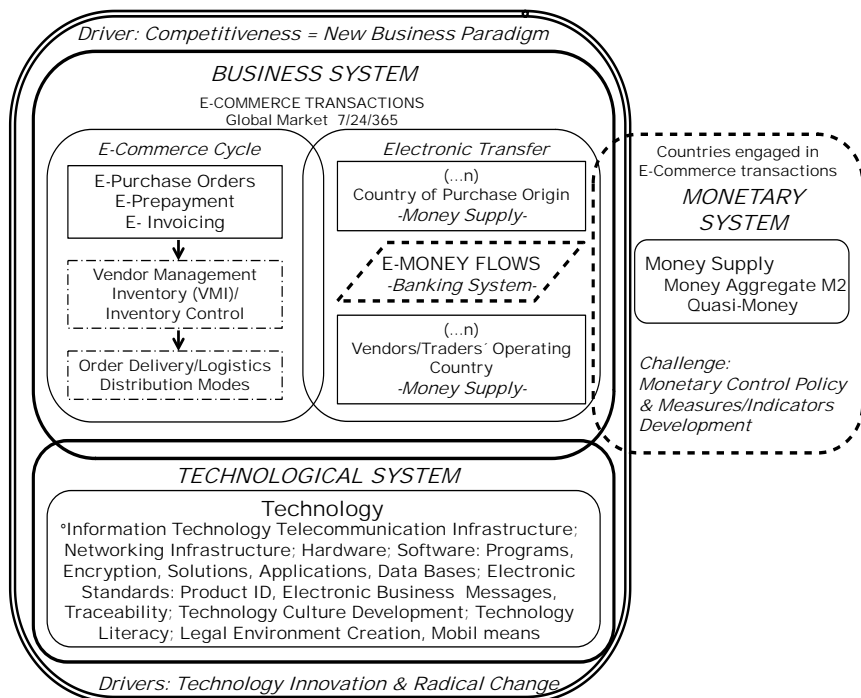 Driver: Competitiveness = New Business Paradigm
BUSINESS SYSTEM
E-COMMERCE TRANSACTIONS
Global Market 7/24/365
E-Commerce Cycle
E-Purchase Orders
E-Prepayment
E- Invoicing
Vendor Management
Inventory (VMI)/
Inventory Control
Order Delivery/Logistics
Distribution Modes
Electronic Transfer
(...n)
Country of Purchase Origin
-Money Supply-
E-MONEY FLOWS
-Banking System-
(...n)
Vendors/Traders´ Operating
Country
-Money Supply-
Countries engaged in
E-Commerce transactions
MONETARY
SYSTEM
Money Supply
Money Aggregate M2
Quasi-Money
Challenge:
Monetary Control Policy
& Measures/Indicators
Development
TECHNOLOGICAL SYSTEM
Technology
°Information Technology Telecommunication Infrastructure;
Networking Infrastructure; Hardware; Software: Programs,
Encryption, Solutions, Applications, Data Bases; Electronic
Standards: Product ID, Electronic Business Messages,
Traceability; Technology Culture Development; Technology
Literacy; Legal Environment Creation, Mobil means
Drivers: Technology Innovation & Radical Change